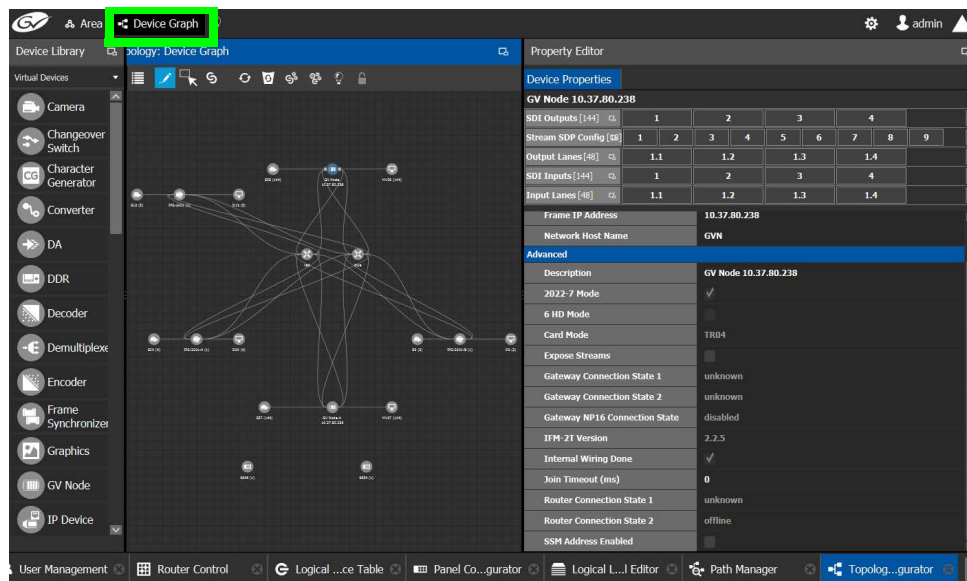 GV Area Device Graph admin
Device Library
pology: Device Graph
Property Editor
Virtual Devices
Camera
Changeover
Switch
Character
Generator
Converter
DA
DDR
Decoder
Demultiplexe
Encoder
Frame
Synchronizer
Graphics
GV Node
IP Device
CG
GV Node
10.37.80.238
Device Properties
GV Node 10.37.80.238
SDI Outputs [144] 1 2 3 4
Stream SDP Config 1 2 3 4 5 6 7 8 9
Output Lanes [48] 1.1 1.2 1.3 1.4
SDI Inputs [144] 1 2 3 4
Input Lanes [48] 1.1 1.2 1.3 1.4
Frame IP Address 10.37.80.238
Network Host Name GVN
Advanced
Description GV Node 10.37.80.238
2022-7 Mode
6 HD Mode
Card Mode TR04
Expose Streams
Gateway Connection State 1 unknown
Gateway Connection State 2 unknown
Gateway NP16 Connection State disabled
IFM-2T Version 2.2.5
Internal Wiring Done
Join Timeout (ms) 0
Router Connection State 1 unknown
Router Connection State 2 offline
SSM Address Enabled
User Management Router Control Logical ...ce Table Panel Co...gurator Logical L...l Editor Path Manager Topolog...gurator